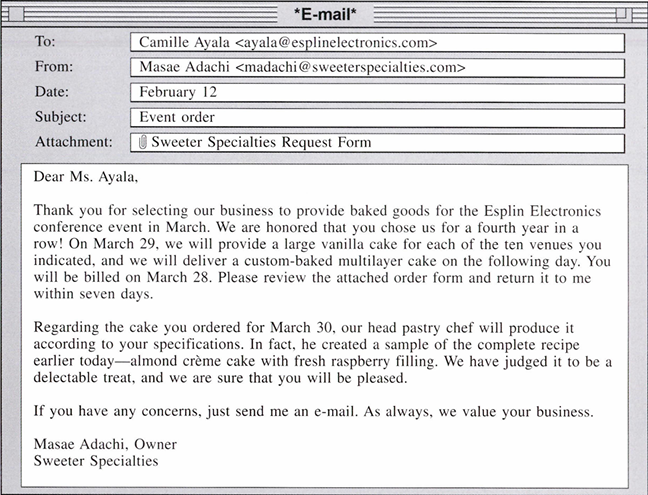 *E-mail*
To: Camille Ayala <ayala@esplinelectronics.com>
From: Masae Adachi <madachi@sweeterspecialties.com>
Date: February 12
Subject: Event order
Attachment: Sweeter Specialties Request Form
Dear Ms. Ayala,
Thank you for selecting our business to provide baked goods for the Esplin Electronics
conference event in March. We are honored that you chose us for a fourth year in a
row! On March 29, we will provide a large vanilla cake for each of the ten venues you
indicated, and we will deliver a custom-baked multilayer cake on the following day. You
will be billed on March 28. Please review the attached order form and return it to me
within seven days.
Regarding the cake you ordered for March 30, our head pastry chef will produce it
according to your specifications. In fact, he created a sample of the complete recipe
earlier today—almond crème cake with fresh raspberry filling. We have judged it to be a
delectable treat, and we are sure that you will be pleased.
If you have any concerns, just send me an e-mail. As always, we value your business.
Masae Adachi, Owner
Sweeter Specialties